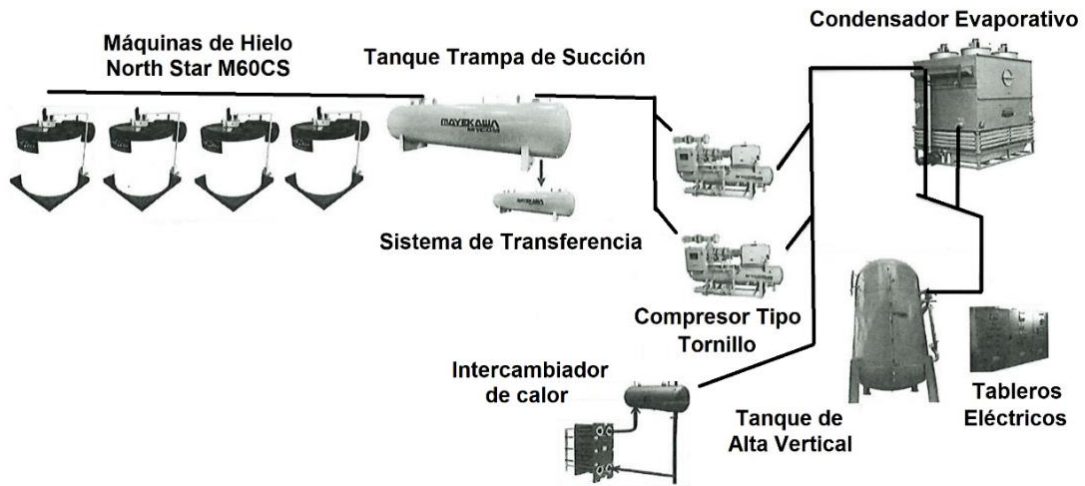 Condensador Evaporativo
Máquinas de Hielo
North Star M60CS
Tanque Trampa de Succión
MAYEKAWA
MYCOM
Sistema de Transferencia
Compresor Tipo
Tornillo
Intercambiador
de calor
Tanque de
Alta Vertical
Tableros
Eléctricos